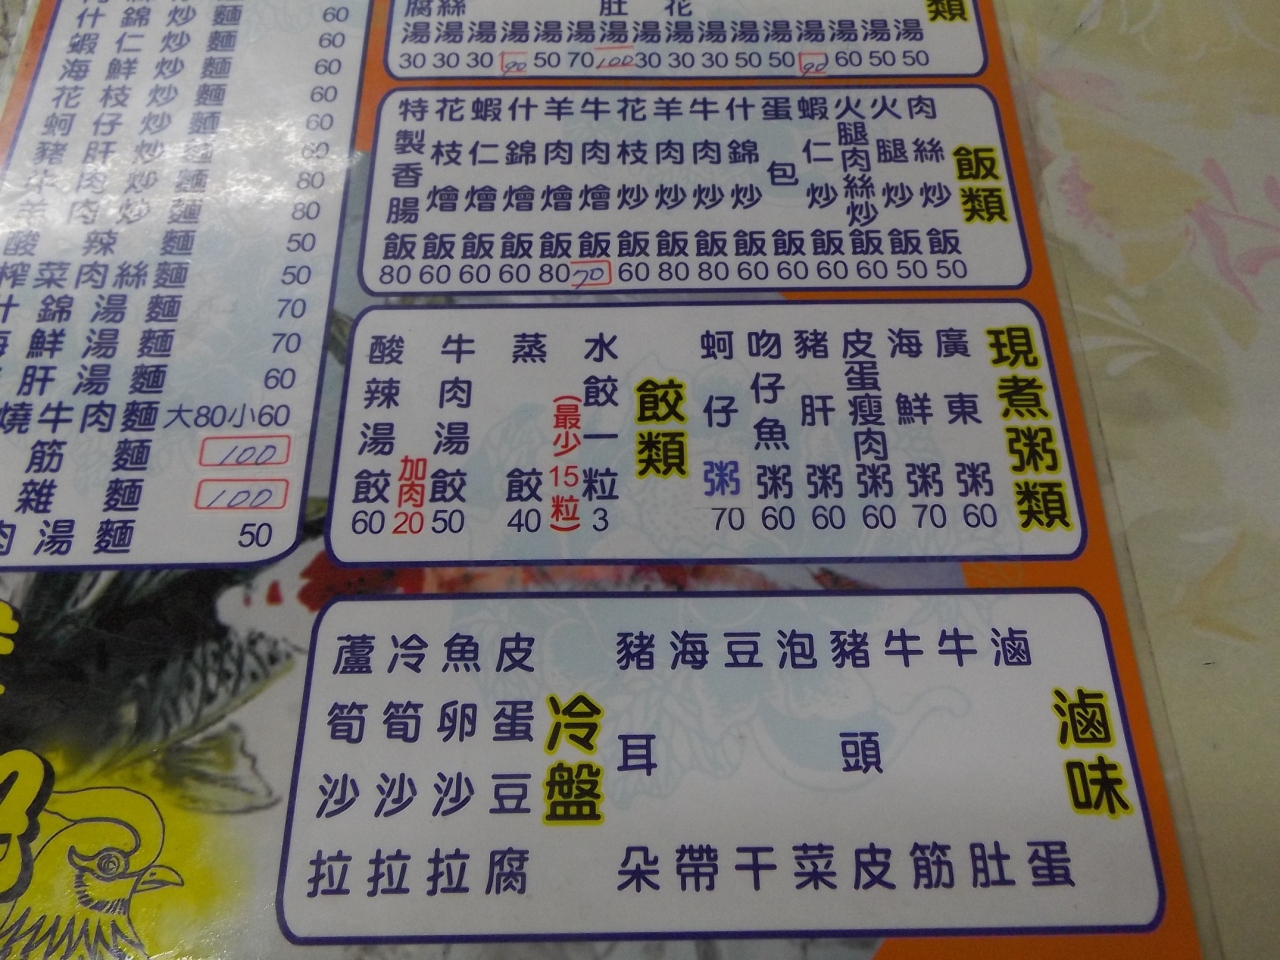 什錦炒麵 60
蝦仁炒麵 60
海鮮炒麵 60
花枝炒麵 60
蚵仔炒麵 60
豬肝炒麵 60
牛肉炒麵 80
羊肉炒麵 80
酸辣麵 50
榨菜肉絲麵 50
什錦湯麵 70
海鮮湯麵 70
肝湯麵 60
燒牛肉麵 大80小60
筋麵 100
雜麵 100
肉湯麵 50
類
腐絲 肚 花
湯湯湯湯湯湯湯湯湯湯湯湯湯湯湯湯
30 30 30 90 50 70 100 30 30 30 50 50 90 60 50 50
飯類
肉絲炒飯 50
火腿炒飯 50
火腿肉絲炒飯 60
蝦仁炒飯 60
蛋包飯 60
什錦炒飯 60
牛肉炒飯 80
羊肉炒飯 80
花枝炒飯 60
牛肉燴飯 70
羊肉燴飯 80
什錦燴飯 60
蝦仁燴飯 60
花枝燴飯 60
特製香腸飯 80
現煮粥類
廣東粥 60
海鮮粥 70
皮蛋瘦肉粥 60
豬肝粥 60
吻仔魚粥 60
蚵仔粥 70
餃類
水餃一粒 3
(最少15粒)
蒸餃 40
牛肉湯餃 50
加肉20
酸辣湯餃 60
滷味
滷蛋
牛肚
牛筋
豬頭皮
泡菜
豆干
海帶
豬耳朵
冷盤
皮蛋豆腐
魚卵沙拉
冷筍沙拉
蘆筍沙拉